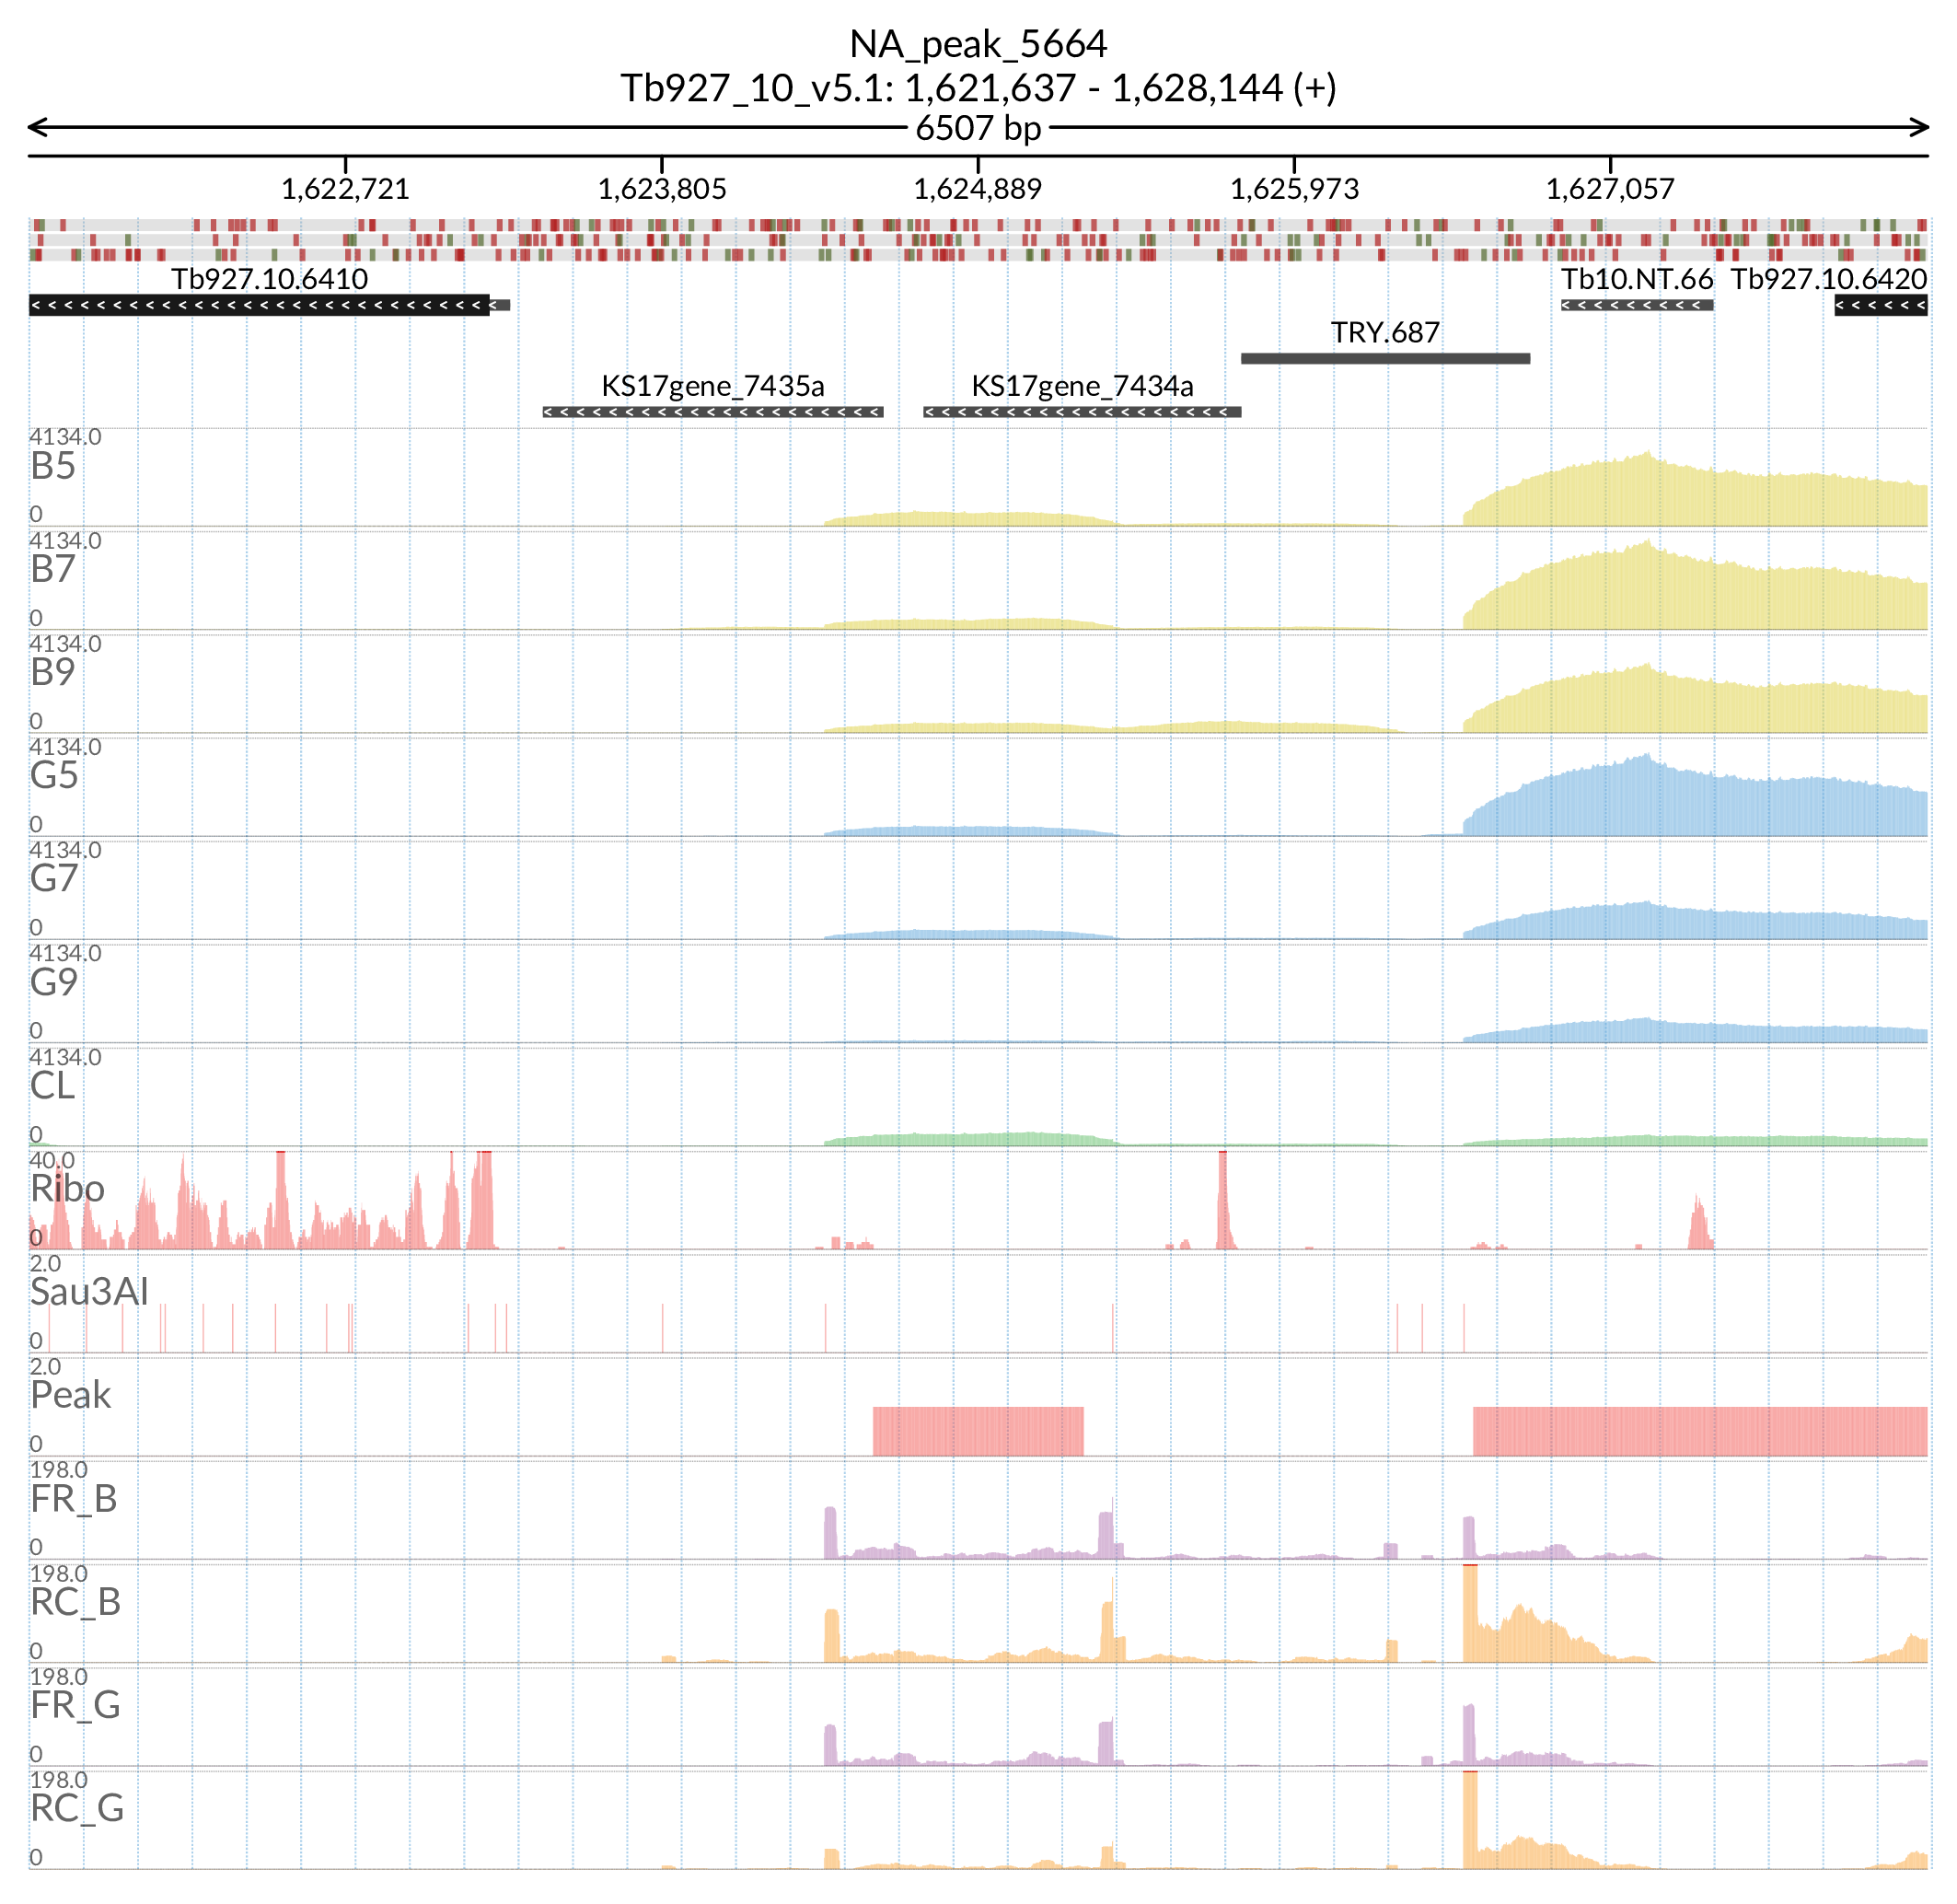 NA_peak_5664
Tb927_10_v5.1: 1,621,637 - 1,628,144 (+)
6507 bp
1,622,721 1,623,805 1,624,889 1,625,973 1,627,057
Tb927.10.6410 Tb10.NT.66 Tb927.10.6420
TRY.687
KS17gene_7435a KS17gene_7434a
4134.0
B5
0
4134.0
B7
0
4134.0
B9
0
4134.0
G5
0
4134.0
G7
0
4134.0
G9
0
4134.0
CL
0
40.0
Ribo
0
2.0
Sau3AI
0
2.0
Peak
0
198.0
FR_B
0
198.0
RC_B
0
198.0
FR_G
0
198.0
RC_G
0